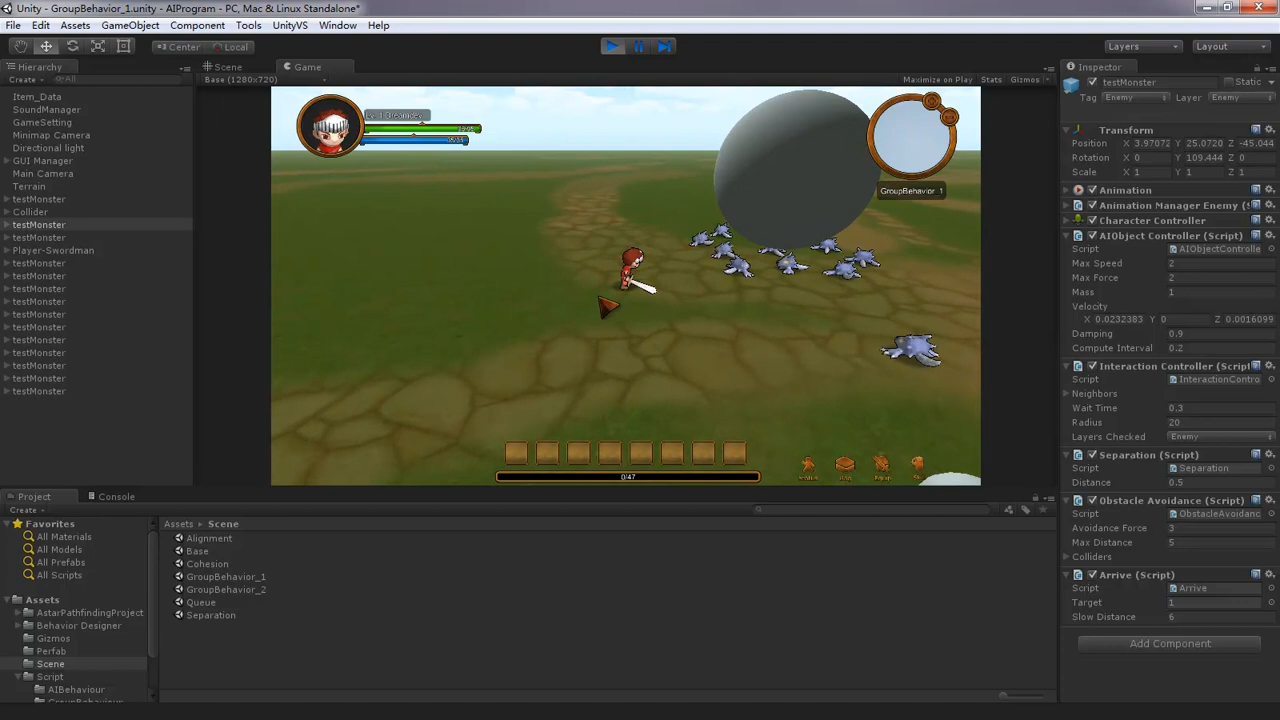 Unity - GroupBehavior_1.unity - AIProgram - PC, Mac & Linux Standalone*
File Edit Assets GameObject Component Tools UnityVS Window Help
Center Local Layers Layout
Hierarchy
Create All
Item_Data
SoundManager
GameSetting
Minimap Camera
Directional light
GUI Manager
Main Camera
Terrain
testMonster
Collider
testMonster
testMonster
Player-Swordman
testMonster
testMonster
testMonster
testMonster
testMonster
testMonster
testMonster
testMonster
testMonster
testMonster
testMonster
Scene Game
Base (1280x720) Maximize on Play Stats Gizmos
GroupBehavior_1
0/47
Inspector
testMonster Static
Tag Enemy Layer Enemy
Transform
Position X 3.97072 Y 25.0720 Z -45.044
Rotation X 0 Y 109.444 Z 0
Scale X 1 Y 1 Z 1
Animation
Animation Manager Enemy (S
Character Controller
AIObject Controller (Script)
Script AIObjectControlle
Max Speed 2
Max Force 2
Mass 1
Velocity
X 0.0232383 Y 0 Z 0.0016099
Damping 0.9
Compute Interval 0.2
Interaction Controller (Script
Script InteractionContro
Neighbors
Wait Time 0.3
Radius 20
Layers Checked Enemy
Separation (Script)
Script Separation
Distance 0.5
Obstacle Avoidance (Script)
Script ObstacleAvoidanc
Avoidance Force 3
Max Distance 5
Colliders
Arrive (Script)
Script Arrive
Target 1
Slow Distance 6
Add Component
Project Console
Create
Favorites
All Materials
All Models
All Prefabs
All Scripts
Assets
AstarPathfindingProject
Behavior Designer
Gizmos
Perfab
Scene
Script
AIBehaviour
GroupBehaviour
Assets Scene
Alignment
Base
Cohesion
GroupBehavior_1
GroupBehavior_2
Queue
Separation